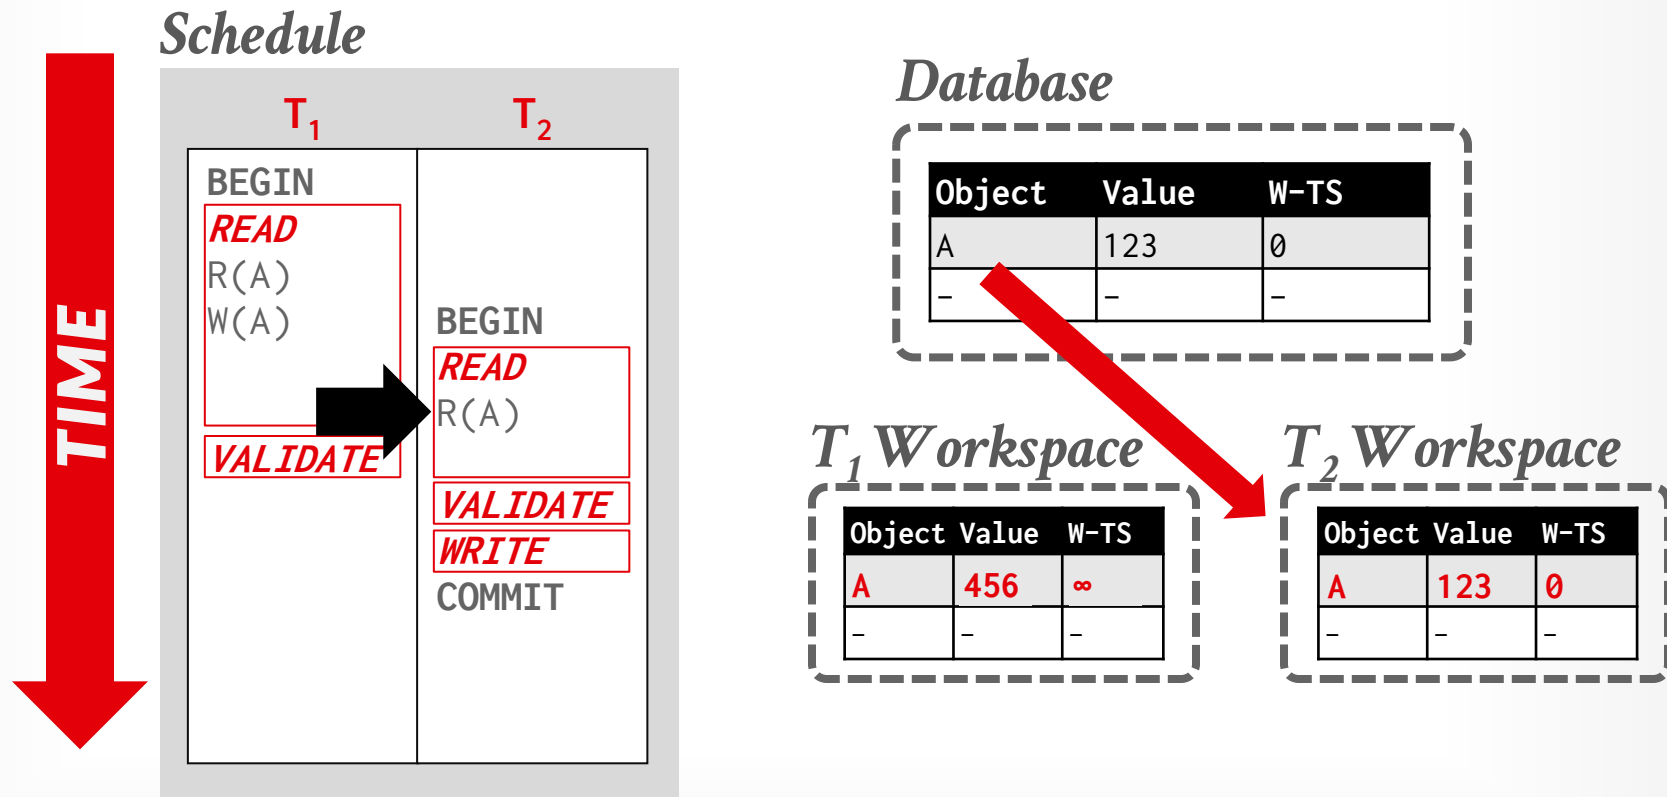 Schedule
TIME
T1 T2
BEGIN
READ
R(A)
W(A)
VALIDATE
BEGIN
READ
R(A)
VALIDATE
WRITE
COMMIT
Database
Object Value W-TS
A 123 0
– – –
T1 Workspace
Object Value W-TS
A 456 ∞
– – –
T2 Workspace
Object Value W-TS
A 123 0
– – –